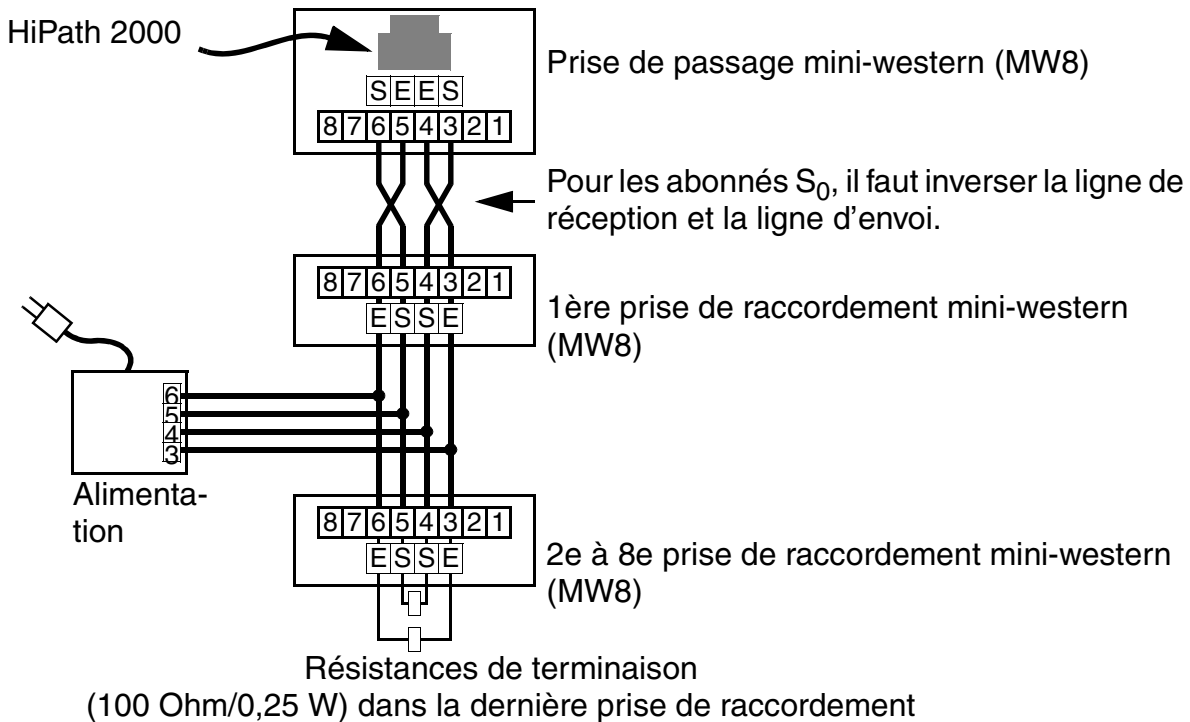 HiPath 2000
Prise de passage mini-western (MW8)
S E E S
8 7 6 5 4 3 2 1
Pour les abonnés S0, il faut inverser la ligne de
réception et la ligne d'envoi.
8 7 6 5 4 3 2 1
E S S E
1ère prise de raccordement mini-western
(MW8)
6
5
4
3
Alimenta-
tion
8 7 6 5 4 3 2 1
E S S E
2e à 8e prise de raccordement mini-western
(MW8)
Résistances de terminaison
(100 Ohm/0,25 W) dans la dernière prise de raccordement